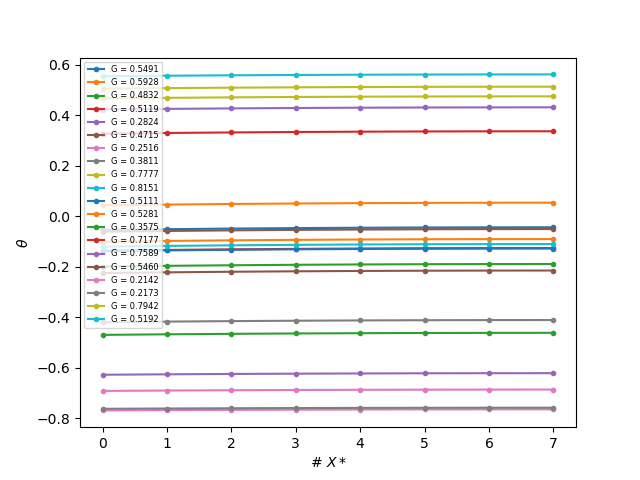 0.6
0.4
0.2
0.0
−0.2
−0.4
−0.6
−0.8
θ
G = 0.5491
G = 0.5928
G = 0.4832
G = 0.5119
G = 0.2824
G = 0.4715
G = 0.2516
G = 0.3811
G = 0.7777
G = 0.8151
G = 0.5111
G = 0.5281
G = 0.3575
G = 0.7177
G = 0.7589
G = 0.5460
G = 0.2142
G = 0.2173
G = 0.7942
G = 0.5192
0 1 2 3 4 5 6 7
# X *